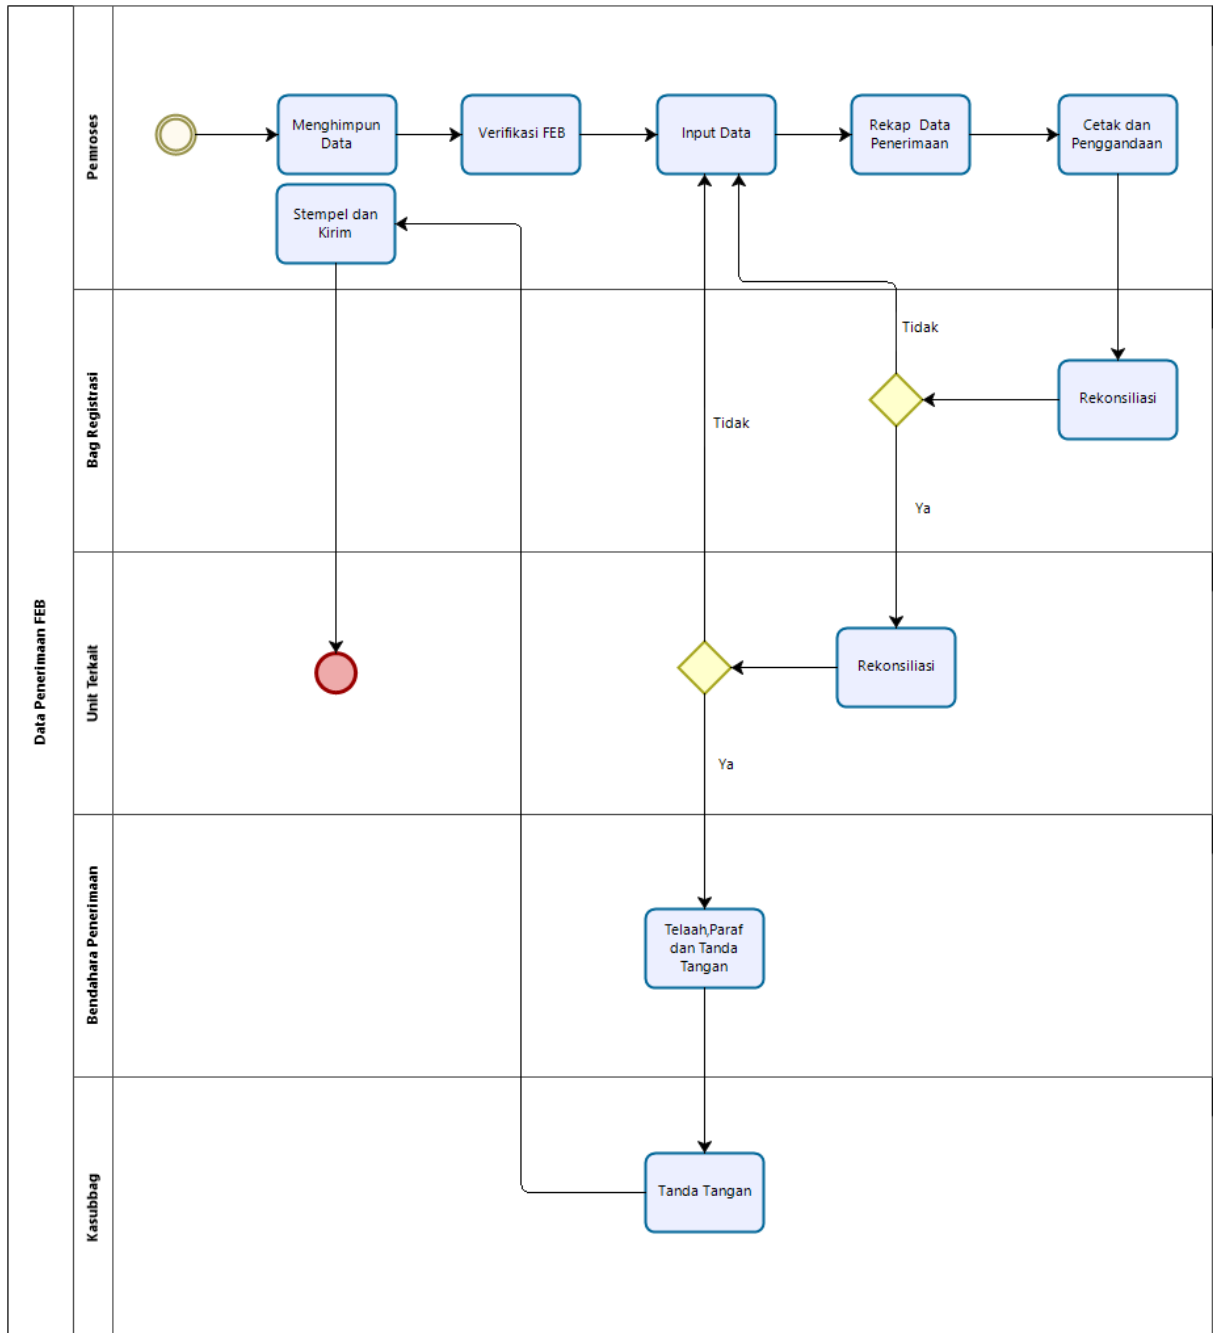 Data Penerimaan FEB
Pemroses
Menghimpun
Data
Verifikasi FEB
Input Data
Rekap Data
Penerimaan
Cetak dan
Penggandaan
Stempel dan
Kirim
Bag Registrasi
Tidak
Rekonsiliasi
Tidak
Ya
Unit Terkait
Rekonsiliasi
Ya
Bendahara Penerimaan
Telaah,Paraf
dan Tanda
Tangan
Kasubbag
Tanda Tangan